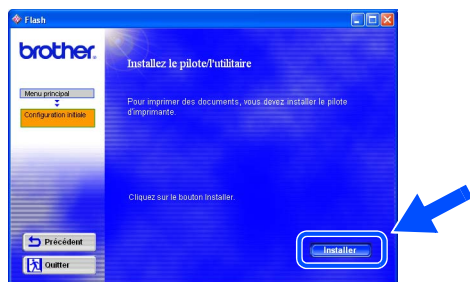 Flash
brother.
Installez le pilote/l'utilitaire
Menu principal
Configuration initiale
Pour imprimer des documents, vous devez installer le pilote
d'imprimante.
Cliquez sur le bouton Installer.
Précédent
Installer
Quitter